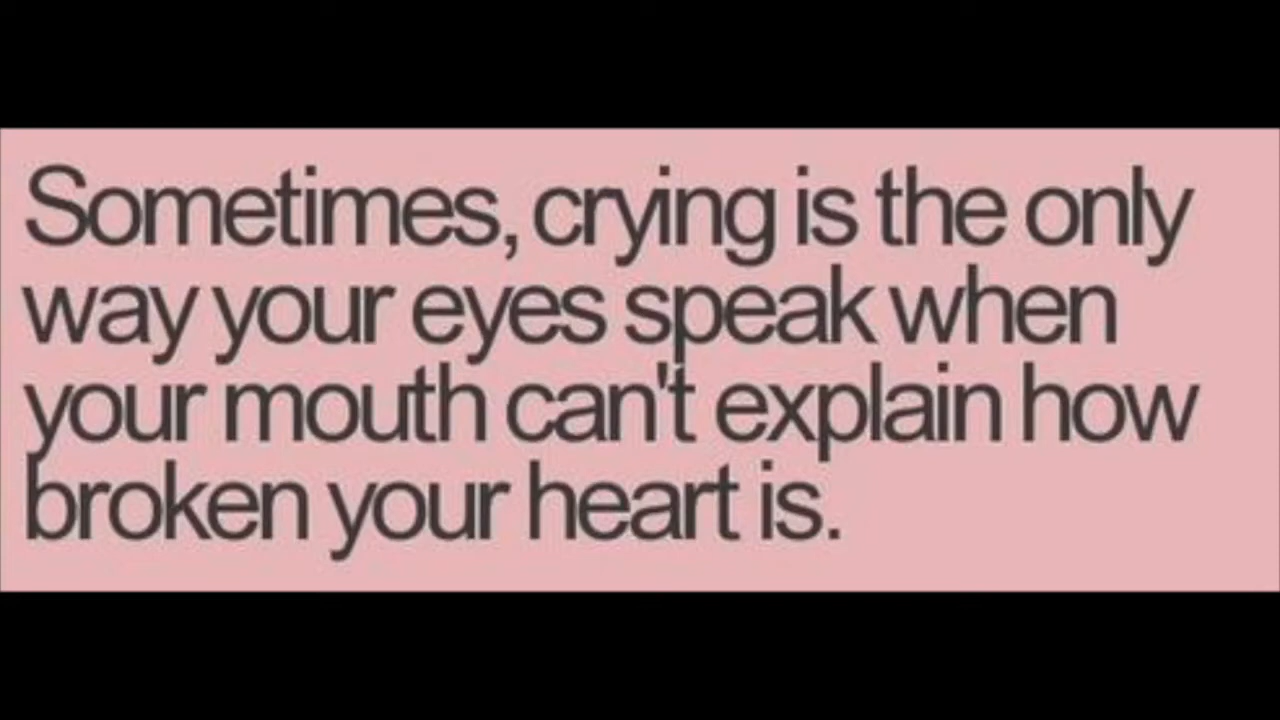 Sometimes, crying is the only
way your eyes speak when
your mouth can't explain how
broken your heart is.